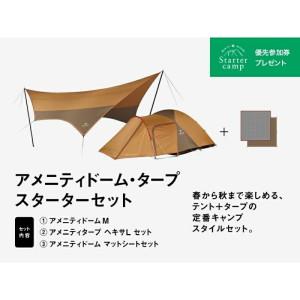 Starter
camp
優先参加券
プレゼント
+
アメニティドーム・タープ
スターターセット
セット
内容
① アメニティドーム M
② アメニティタープ ヘキサL セット
③ アメニティドーム マットシートセット
春から秋まで楽しめる、
テント＋タープの
定番キャンプ
スタイルセット。